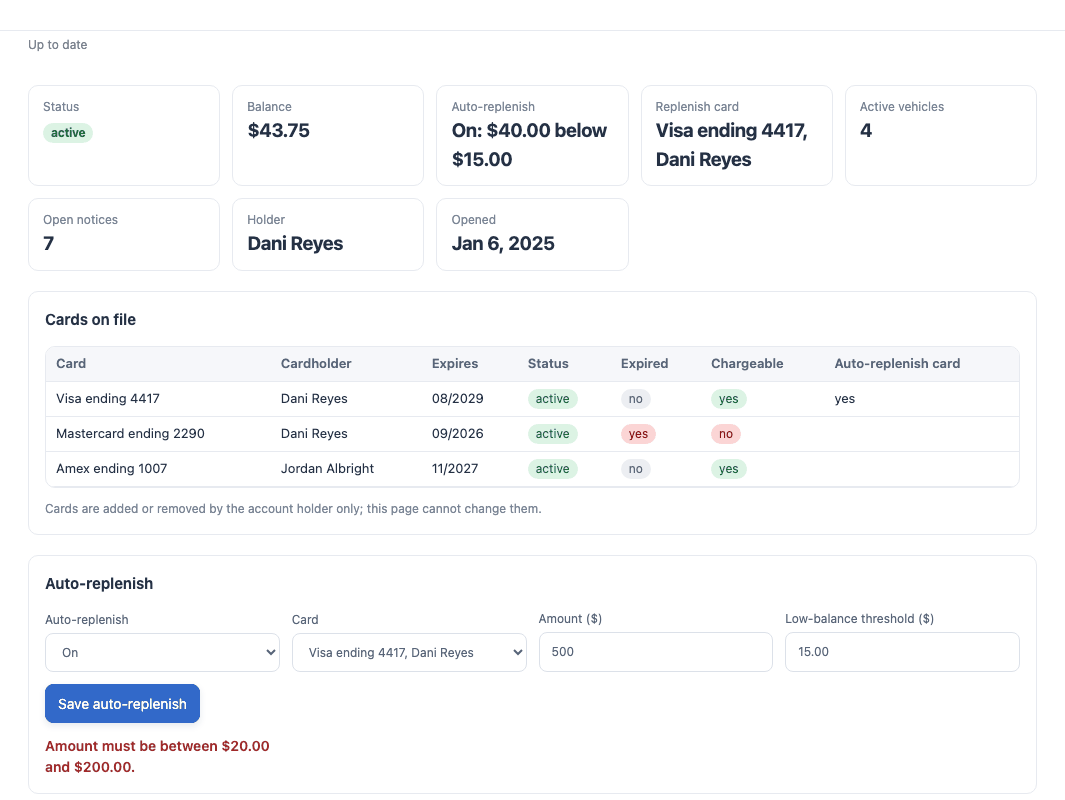 Up to date
Status
active
Balance
$43.75
Auto-replenish
On: $40.00 below
$15.00
Replenish card
Visa ending 4417,
Dani Reyes
Active vehicles
4
Open notices
7
Holder
Dani Reyes
Opened
Jan 6, 2025
Cards on file
Card Cardholder Expires Status Expired Chargeable Auto-replenish card
Visa ending 4417 Dani Reyes 08/2029 active no yes yes
Mastercard ending 2290 Dani Reyes 09/2026 active yes no
Amex ending 1007 Jordan Albright 11/2027 active no yes
Cards are added or removed by the account holder only; this page cannot change them.
Auto-replenish
Auto-replenish Card Amount ($) Low-balance threshold ($)
On Visa ending 4417, Dani Reyes 500 15.00
Save auto-replenish
Amount must be between $20.00
and $200.00.